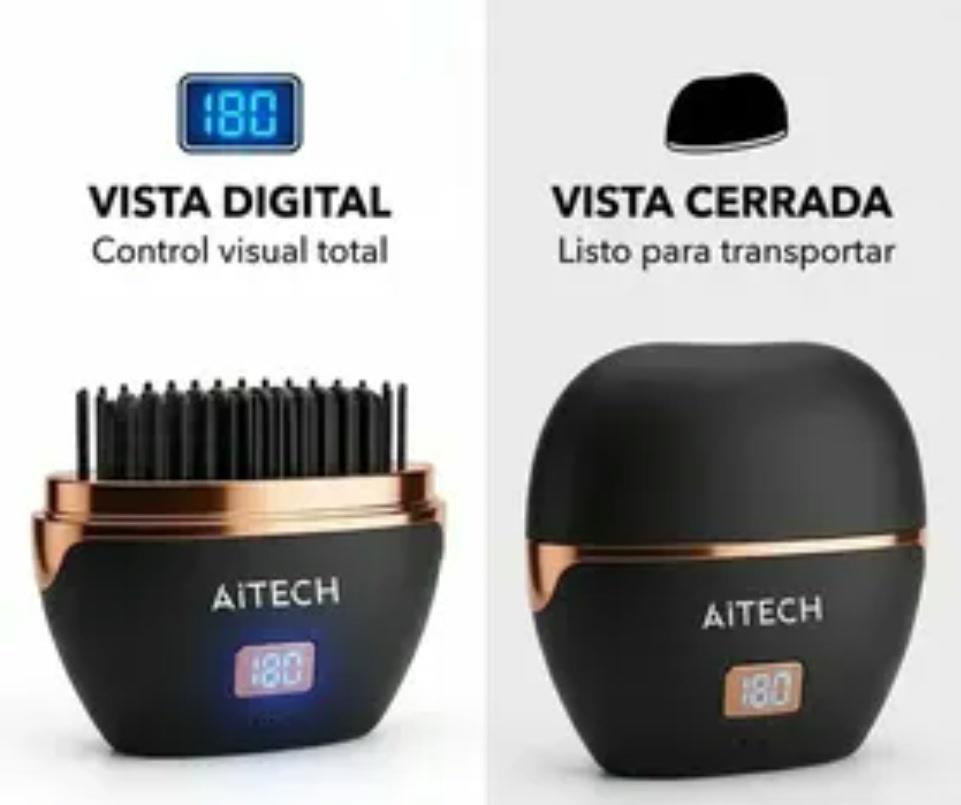 180
VISTA DIGITAL
Control visual total
AiTECH
180
VISTA CERRADA
Listo para transportar
AiTECH
180